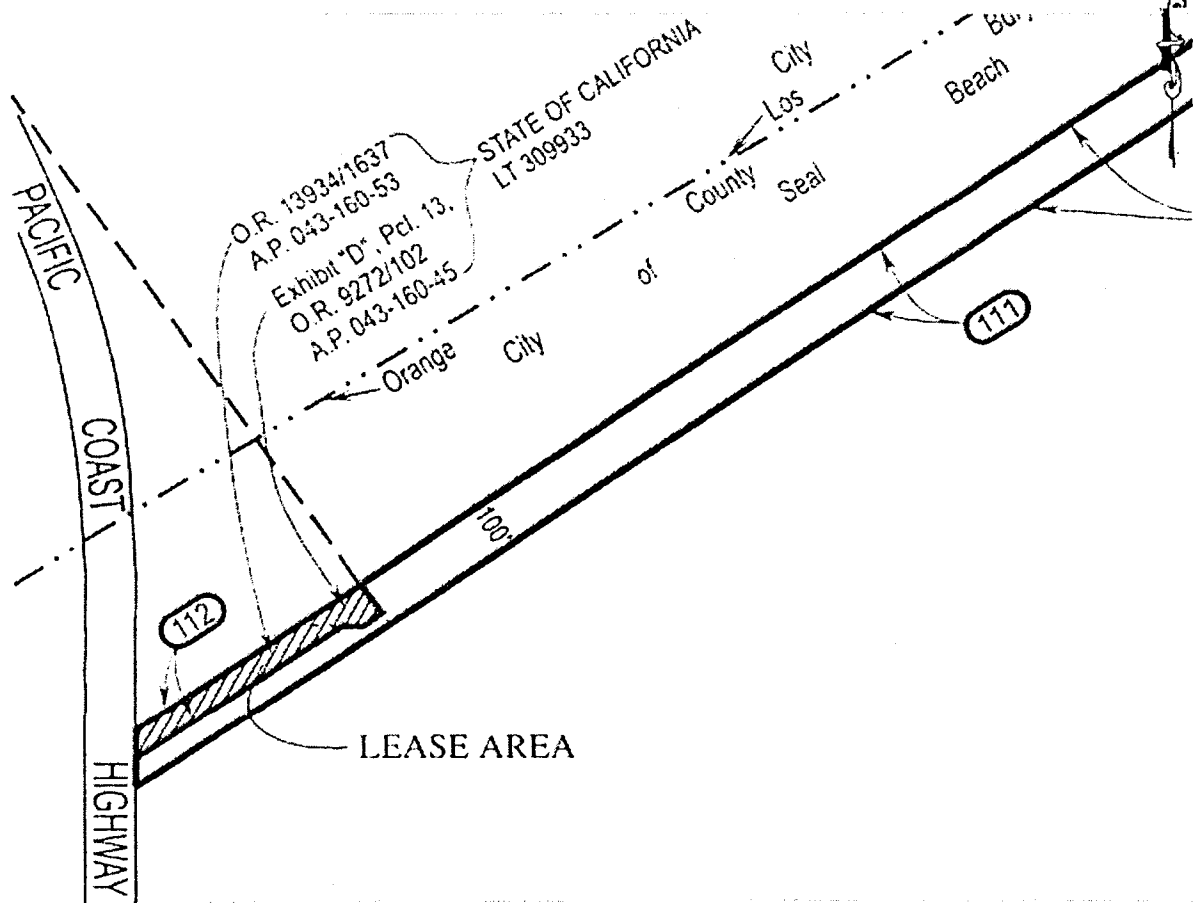 STATE OF CALIFORNIA
LT 309933
O.R. 13934/1637
A.P. 043-160-53
Exhibit "D", Pcl. 13,
O.R. 9272/102
A.P. 043-160-45
City
Los
Beach
County
Seal
of
Orange
City
111
100'
112
LEASE AREA
PACIFIC
COAST
HIGHWAY